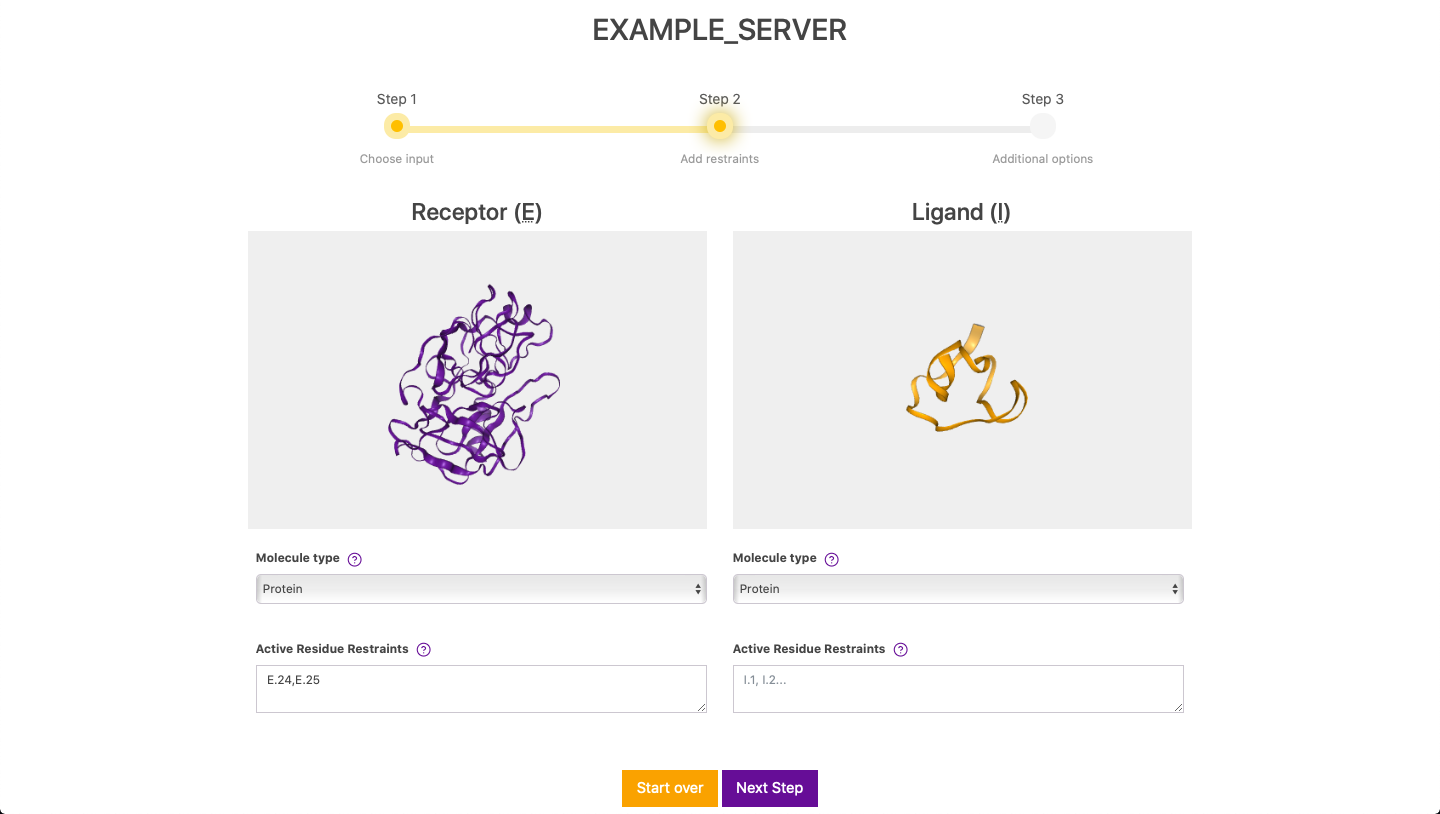 EXAMPLE_SERVER
Step 1
Step 2
Step 3
Choose input
Add restraints
Additional options
Receptor (E)
Ligand (I)
Molecule type ?
Molecule type ?
Protein
Protein
Active Residue Restraints ?
Active Residue Restraints ?
E.24,E.25
I.1, I.2...
Start over
Next Step